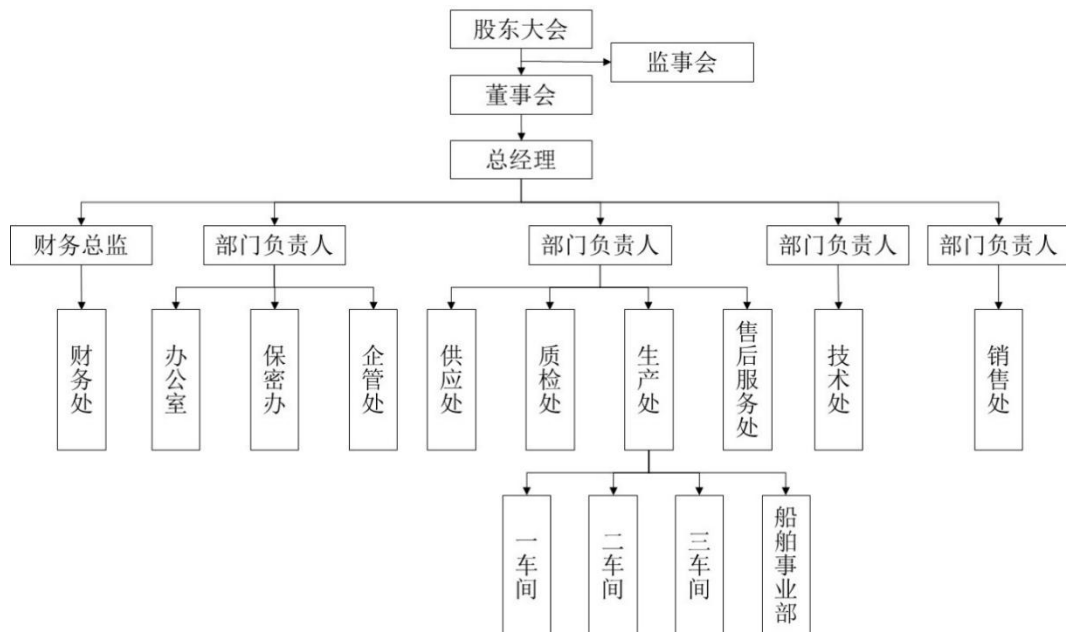 股东大会
监事会
董事会
总经理
财务总监
部门负责人
部门负责人
部门负责人
部门负责人
财务处
办公室
保密办
企管处
供应处
质检处
生产处
售后服务处
技术处
销售处
一车间
二车间
三车间
船舶事业部